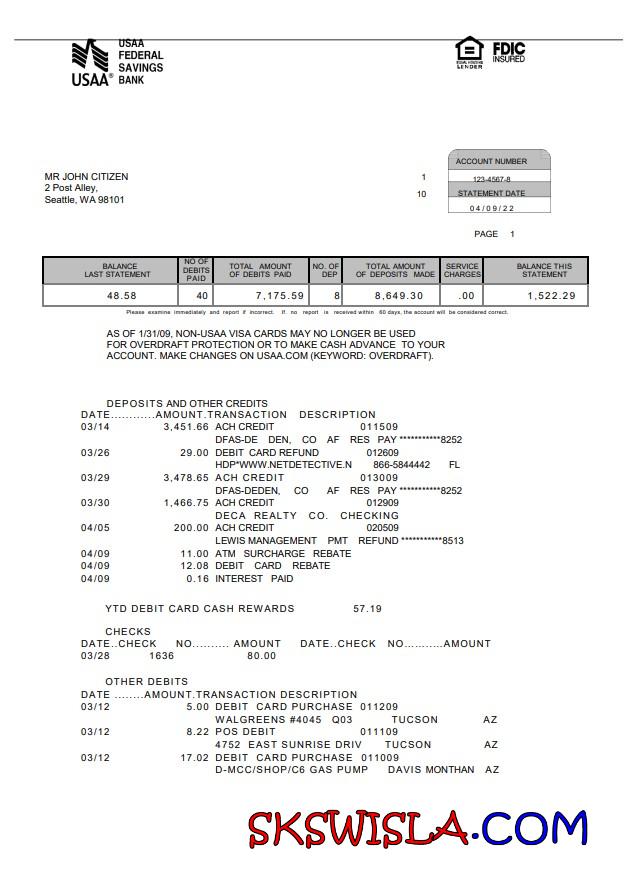 USAA
FEDERAL
SAVINGS
BANK
USAA®
EQUAL HOUSING
LENDER
FDIC
INSURED
MR JOHN CITIZEN
2 Post Alley,
Seattle, WA 98101
1
10
ACCOUNT NUMBER
123-4567-8
STATEMENT DATE
04/09/22
PAGE 1
BALANCE LAST STATEMENT NO OF DEBITS PAID TOTAL AMOUNT OF DEBITS PAID NO. OF DEP TOTAL AMOUNT OF DEPOSITS MADE SERVICE CHARGES BALANCE THIS STATEMENT
48.58 40 7,175.59 8 8,649.30 .00 1,522.29
Please examine immediately and report if incorrect. If no report is received within 60 days, the account will be considered correct.
AS OF 1/31/09, NON-USAA VISA CARDS MAY NO LONGER BE USED
FOR OVERDRAFT PROTECTION OR TO MAKE CASH ADVANCE TO YOUR
ACCOUNT. MAKE CHANGES ON USAA.COM (KEYWORD: OVERDRAFT).
DEPOSITS AND OTHER CREDITS
DATE............AMOUNT.TRANSACTION DESCRIPTION
03/14 3,451.66 ACH CREDIT 011509
DFAS-DE DEN, CO AF RES PAY ***********8252
03/26 29.00 DEBIT CARD REFUND 012609
HDP*WWW.NETDETECTIVE.N 866-5844442 FL
03/29 3,478.65 ACH CREDIT 013009
DFAS-DEDEN, CO AF RES PAY ***********8252
03/30 1,466.75 ACH CREDIT 012909
DECA REALTY CO. CHECKING
04/05 200.00 ACH CREDIT 020509
LEWIS MANAGEMENT PMT REFUND ***********8513
04/09 11.00 ATM SURCHARGE REBATE
04/09 12.08 DEBIT CARD REBATE
04/09 0.16 INTEREST PAID
YTD DEBIT CARD CASH REWARDS 57.19
CHECKS
DATE..CHECK NO.......... AMOUNT DATE..CHECK NO..........AMOUNT
03/28 1636 80.00
OTHER DEBITS
DATE ........AMOUNT.TRANSACTION DESCRIPTION
03/12 5.00 DEBIT CARD PURCHASE 011209
WALGREENS #4045 Q03 TUCSON AZ
03/12 8.22 POS DEBIT 011109
4752 EAST SUNRISE DRIV TUCSON AZ
03/12 17.02 DEBIT CARD PURCHASE 011009
D-MCC/SHOP/C6 GAS PUMP DAVIS MONTHAN AZ
SKSWISLA.COM